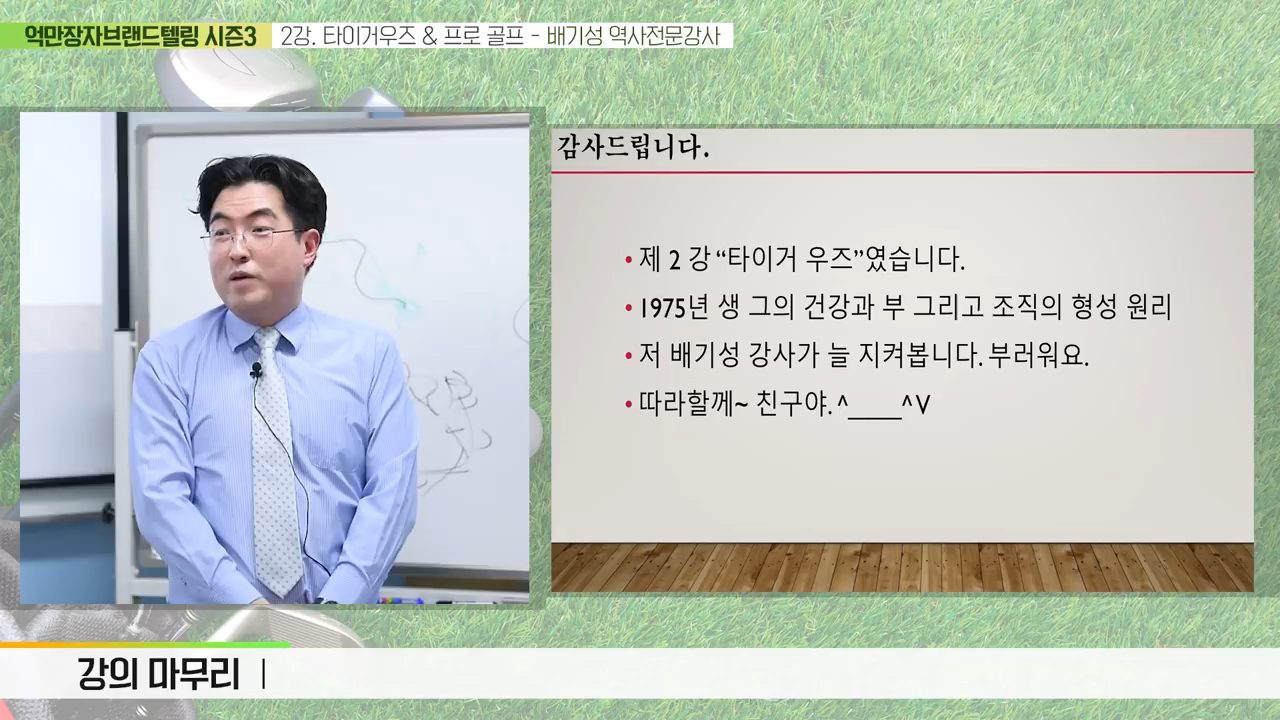 억만장자브랜드텔링 시즌3 2강. 타이거우즈 & 프로 골프 - 배기성 역사전문강사
감사드립니다.
• 제 2 강 “타이거 우즈”였습니다.
• 1975년 생 그의 건강과 부 그리고 조직의 형성 원리
• 저 배기성 강사가 늘 지켜봅니다. 부러워요.
• 따라할께~ 친구야. ^____^ V
강의 마무리 |